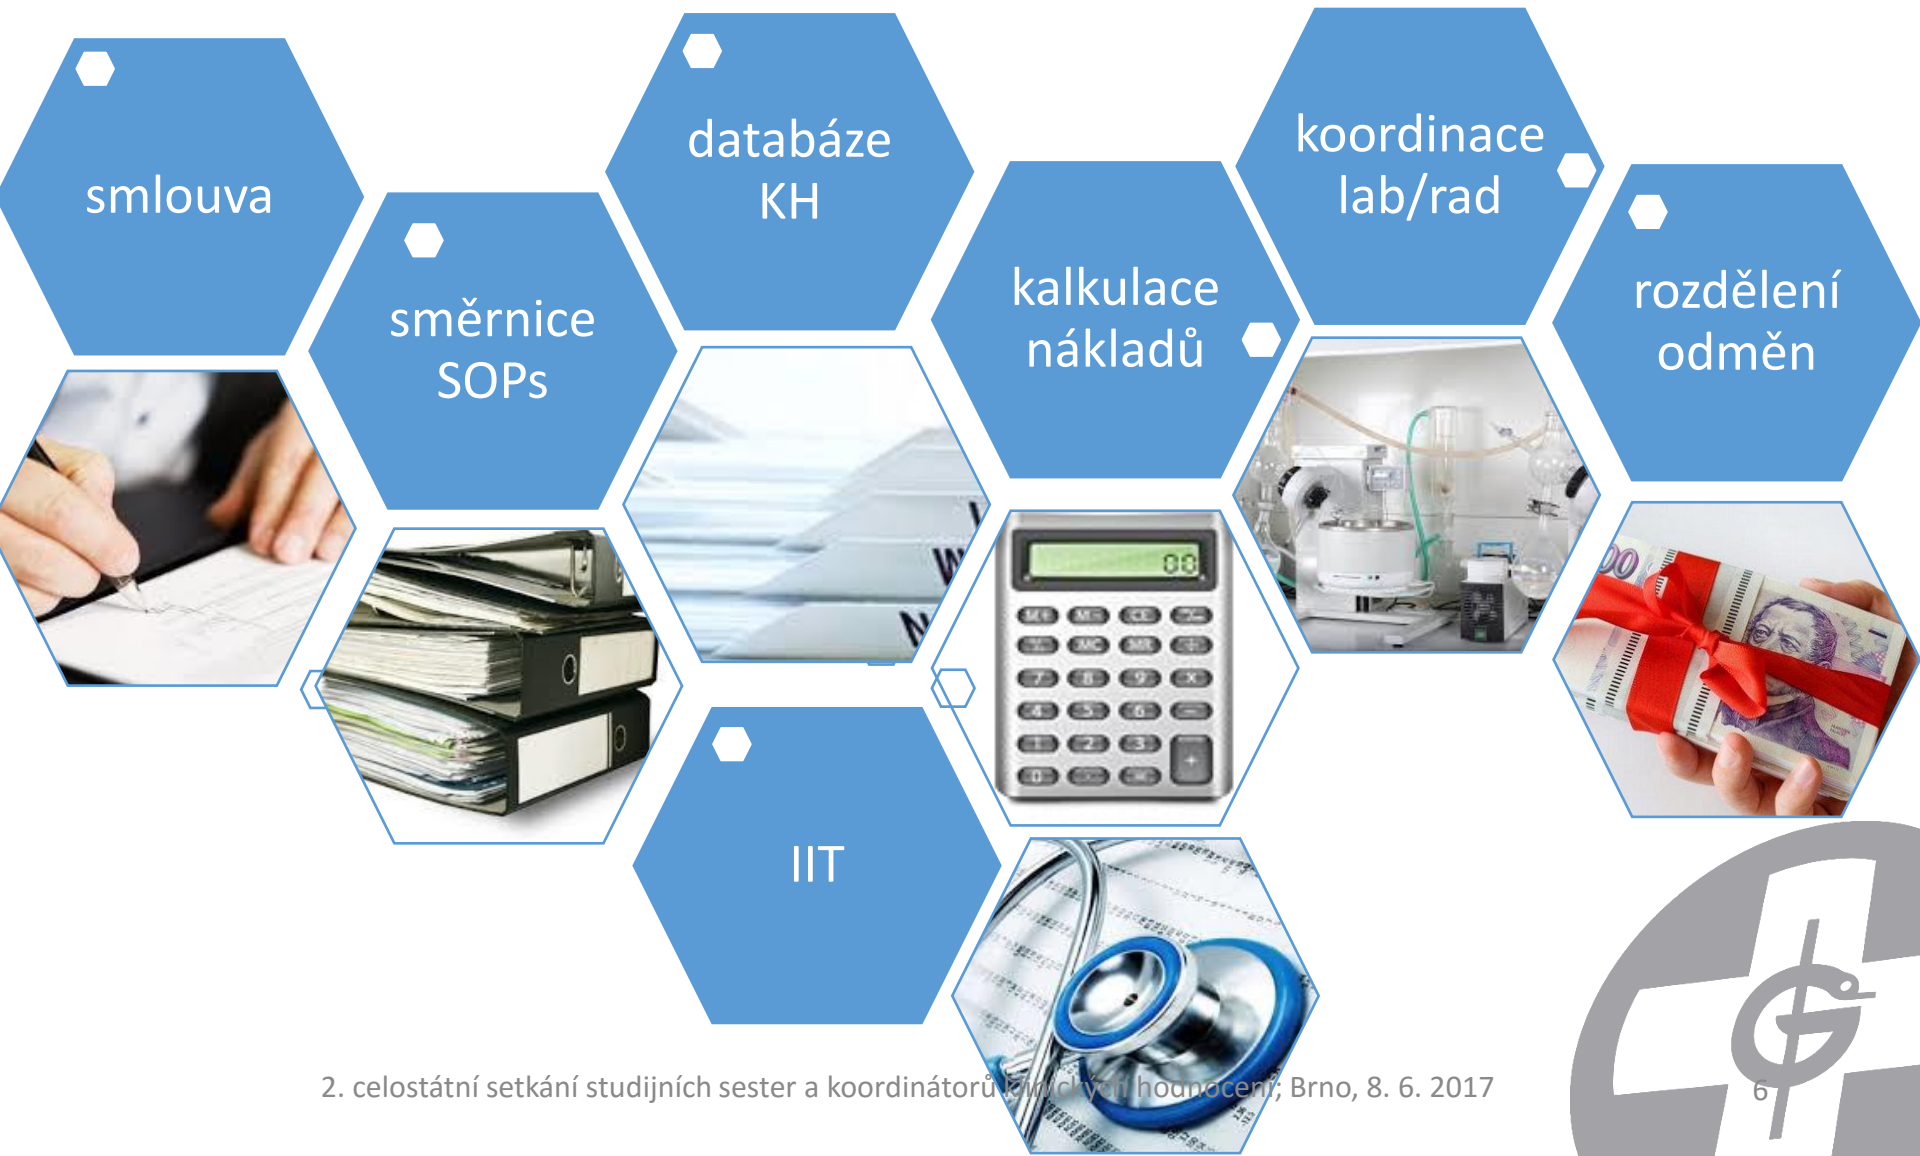 smlouva
směrnice
SOPs
databáze
KH
kalkulace
nákladů
koordinace
lab/rad
rozdělení
odměn
IIT
2. celostátní setkání studijních sester a koordinátorů klinických hodnocení; Brno, 8. 6. 2017
6